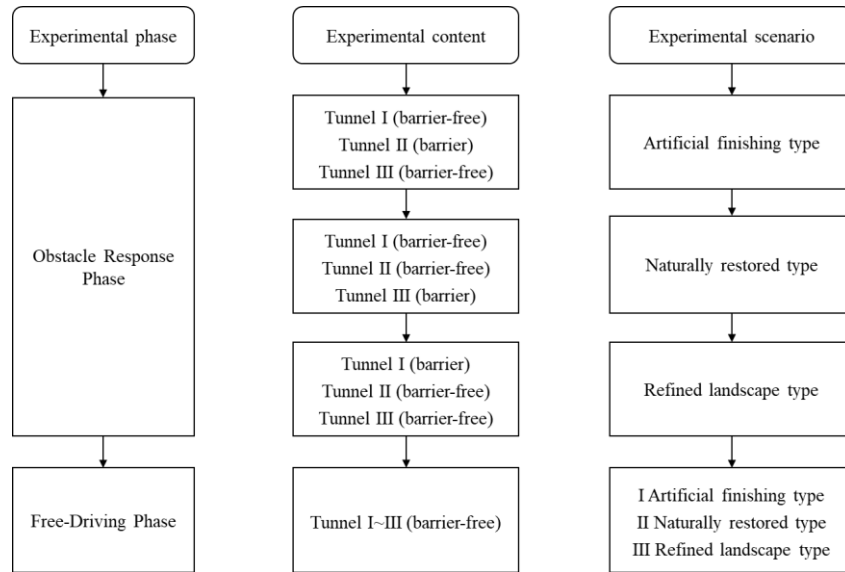 Experimental phase
Experimental content
Experimental scenario
Obstacle Response
Phase
Tunnel I (barrier-free)
Tunnel II (barrier)
Tunnel III (barrier-free)
Artificial finishing type
Tunnel I (barrier-free)
Tunnel II (barrier-free)
Tunnel III (barrier)
Naturally restored type
Tunnel I (barrier)
Tunnel II (barrier-free)
Tunnel III (barrier-free)
Refined landscape type
Free-Driving Phase
Tunnel I~III (barrier-free)
I Artificial finishing type
II Naturally restored type
III Refined landscape type